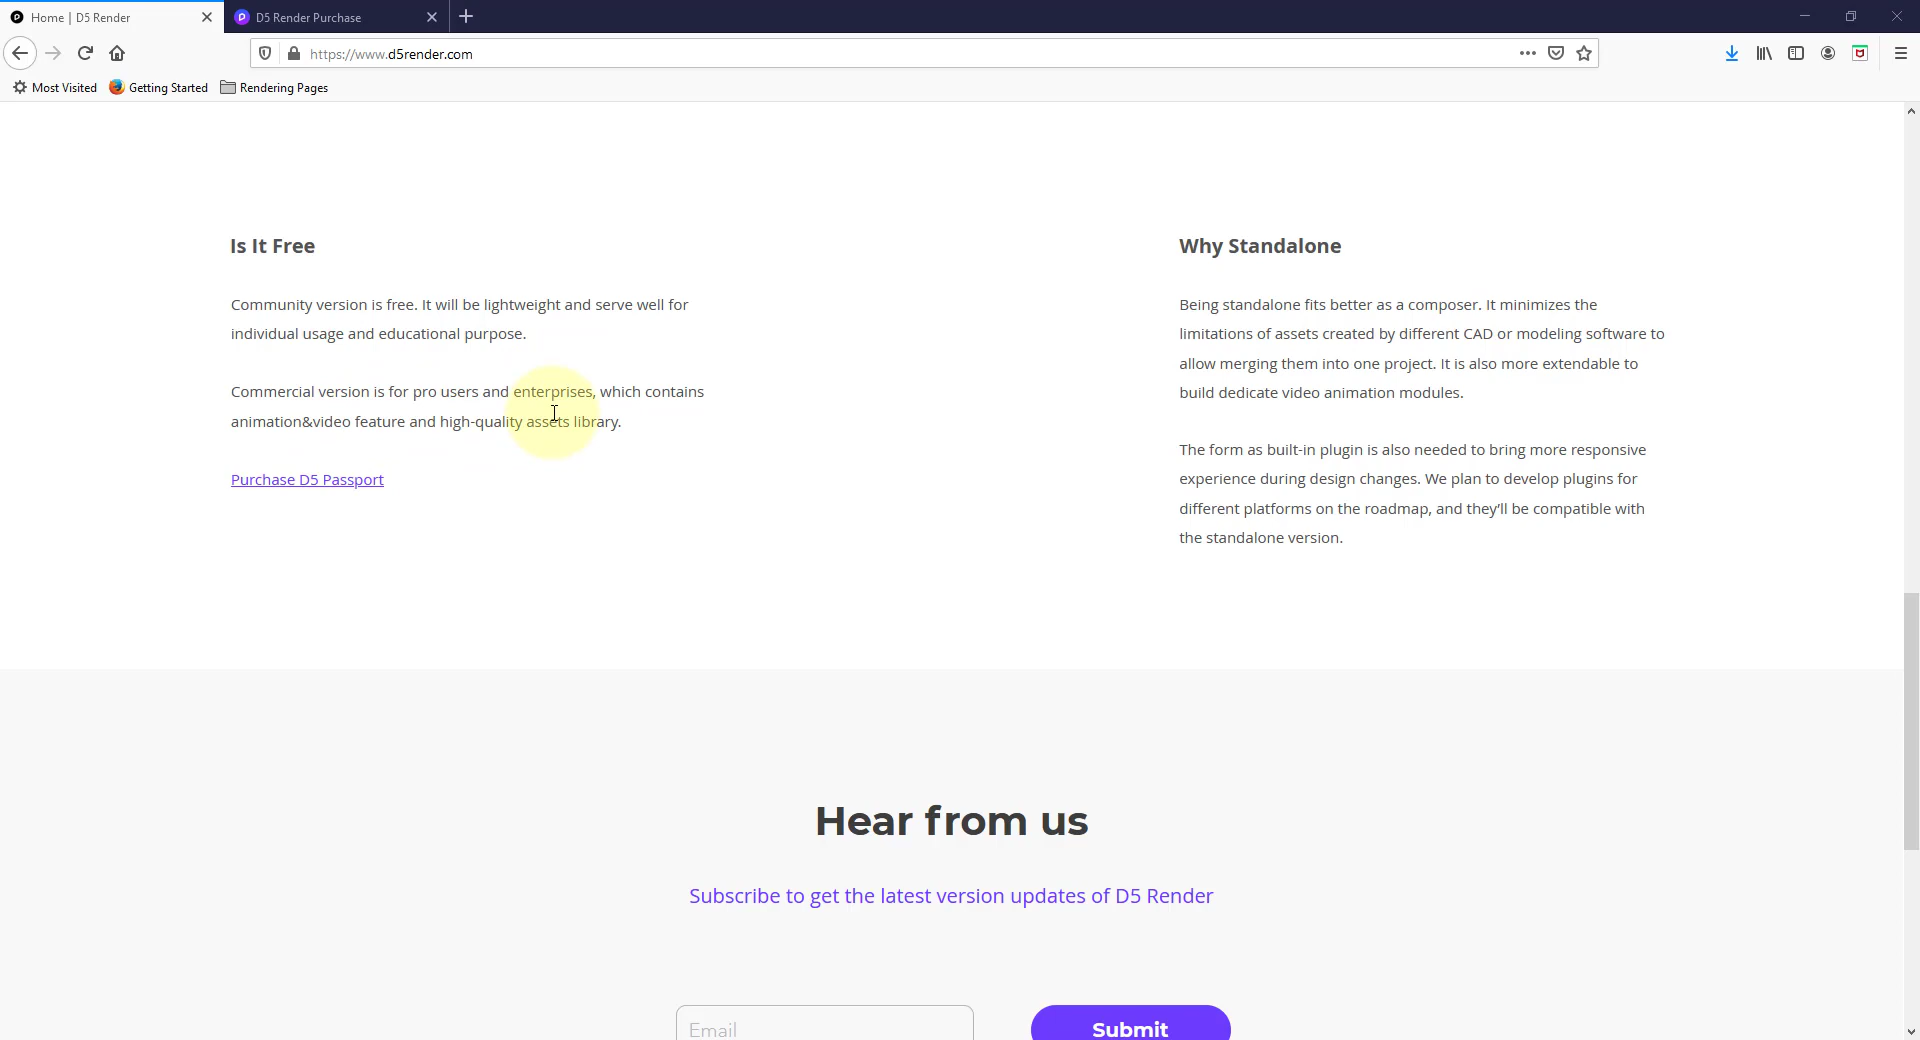 Home | D5 Render
D5 Render Purchase
https://www.d5render.com
Most Visited
Getting Started
Rendering Pages
Is It Free
Community version is free. It will be lightweight and serve well for
individual usage and educational purpose.
Commercial version is for pro users and enterprises, which contains
animation&video feature and high-quality assets library.
Purchase D5 Passport
Why Standalone
Being standalone fits better as a composer. It minimizes the
limitations of assets created by different CAD or modeling software to
allow merging them into one project. It is also more extendable to
build dedicate video animation modules.
The form as built-in plugin is also needed to bring more responsive
experience during design changes. We plan to develop plugins for
different platforms on the roadmap, and they’ll be compatible with
the standalone version.
Hear from us
Subscribe to get the latest version updates of D5 Render
Email
Submit